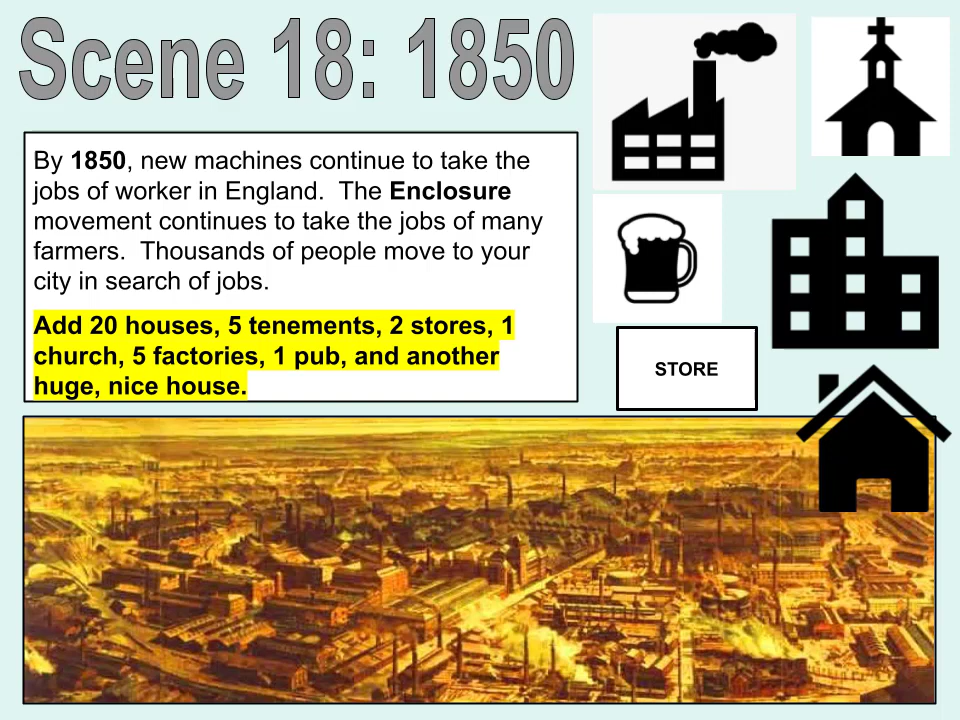 Scene 18: 1850
By 1850, new machines continue to take the
jobs of worker in England.  The Enclosure
movement continues to take the jobs of many
farmers.  Thousands of people move to your
city in search of jobs.
Add 20 houses, 5 tenements, 2 stores, 1
church, 5 factories, 1 pub, and another
huge, nice house.
STORE